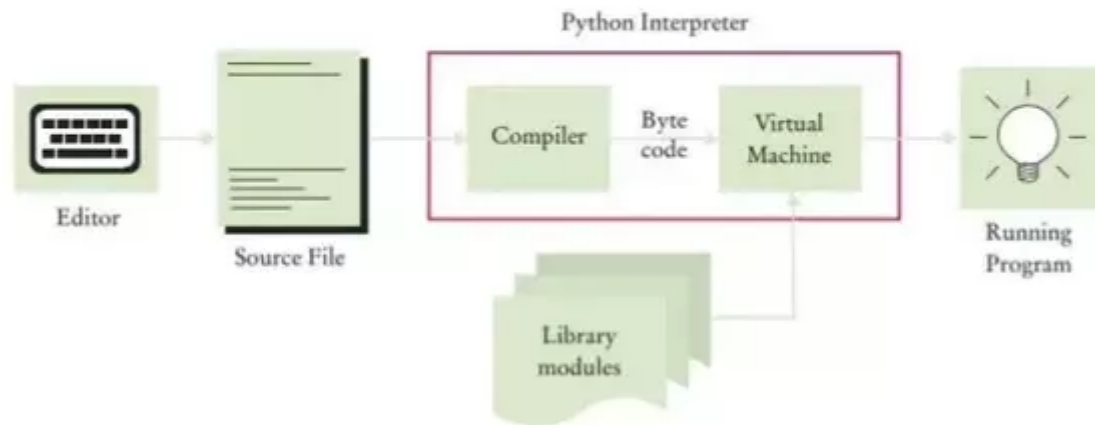 Python Interpreter
Compiler
Byte
code
Virtual
Machine
Editor
Source File
Running
Program
Library
modules